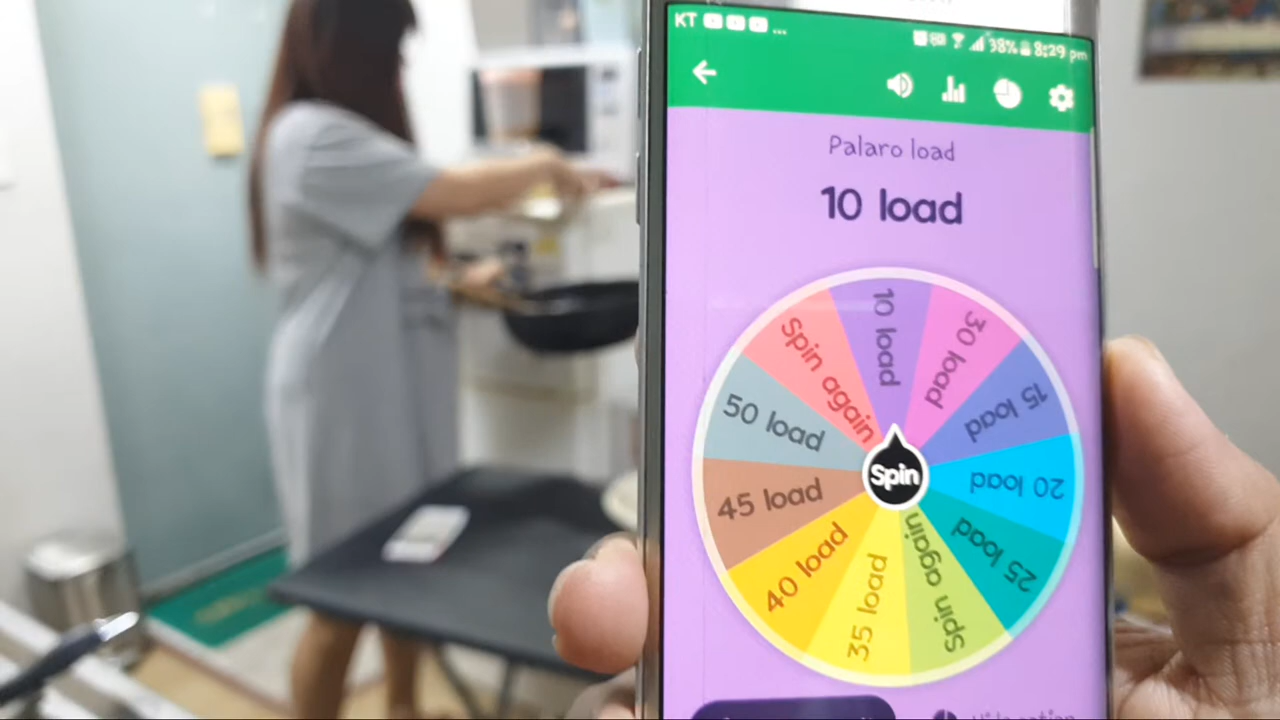 KT ... 38% 8:29 pm
Palaro load
10 load
10 load
30 load
15 load
20 load
25 load
Spin again
35 load
40 load
45 load
50 load
Spin again
Spin